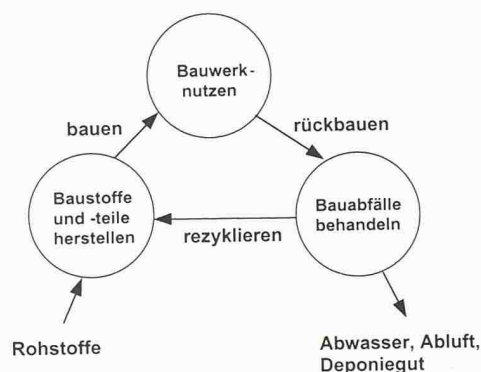 Bauwerk-
nutzen
bauen
rückbauen
Baustoffe
und -teile
herstellen
Bauabfälle
behandeln
rezyklieren
Rohstoffe
Abwasser, Abluft,
Deponiegut